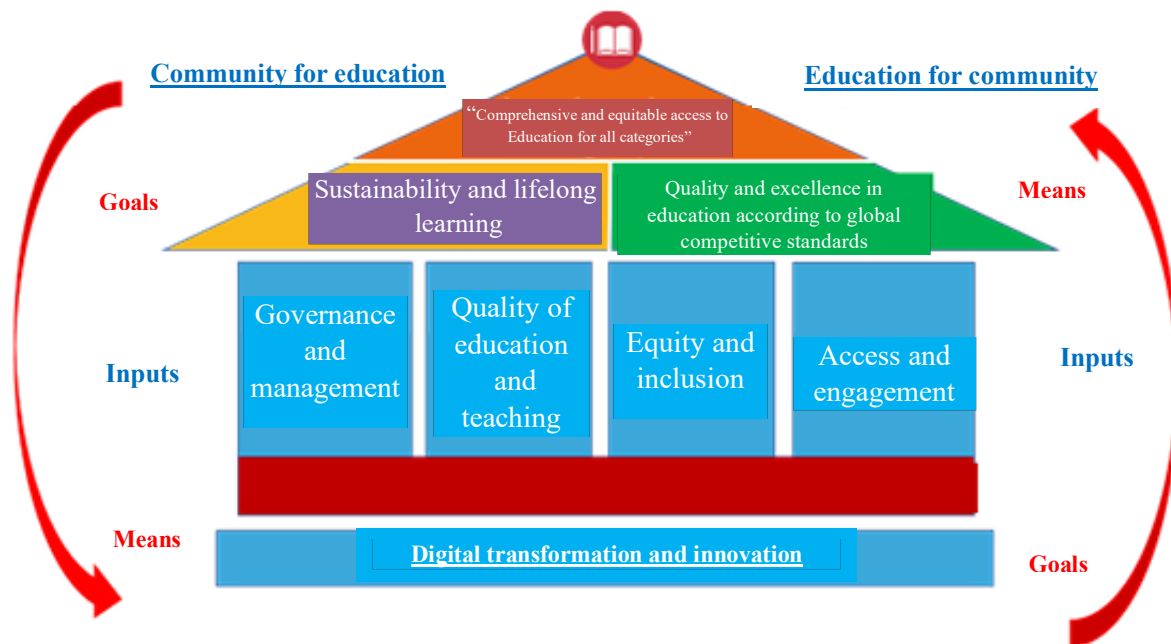 Community for education
Education for community
“Comprehensive and equitable access to
Education for all categories”
Goals
Sustainability and lifelong
learning
Quality and excellence in
education according to global
competitive standards
Means
Inputs
Governance
and
management
Quality of
education
and
teaching
Equity and
inclusion
Access and
engagement
Inputs
Means
Digital transformation and innovation
Goals